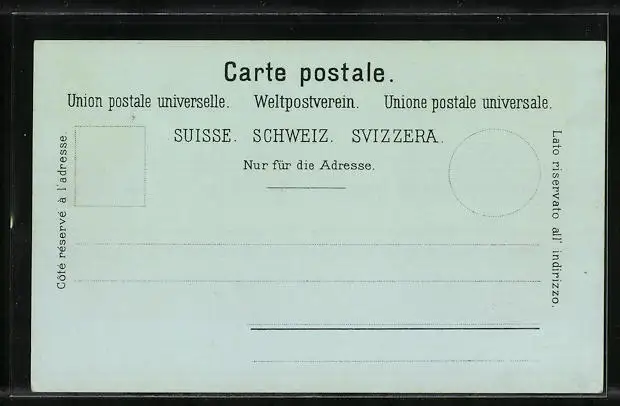 Carte postale.
Union postale universelle. Weltpostverein. Unione postale universale.
SUISSE. SCHWEIZ. SVIZZERA.
Nur für die Adresse.
Côté réservé à l'adresse.
Lato riservato all' indirizzo.